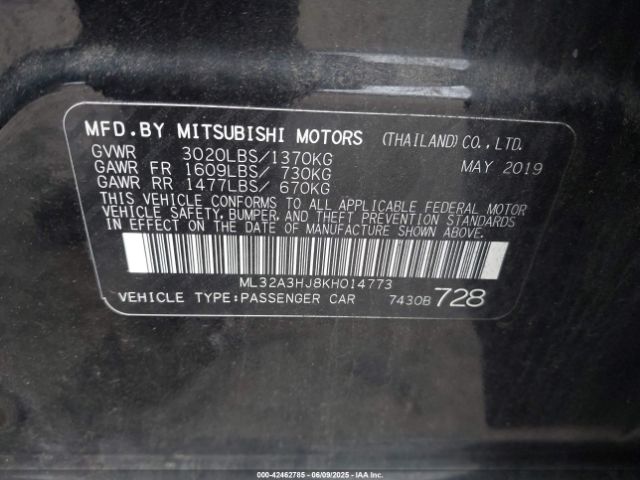 MFD.BY MITSUBISHI MOTORS (THAILAND)CO.,LTD.
GVWR 3020LBS/1370KG MAY 2019
GAWR FR 1609LBS/ 730KG
GAWR RR 1477LBS/ 670KG
THIS VEHICLE CONFORMS TO ALL APPLICABLE FEDERAL MOTOR
VEHICLE SAFETY, BUMPER, AND THEFT PREVENTION STANDARDS
IN EFFECT ON THE DATE OF MANUFACTURE SHOWN ABOVE.
ML32A3HJ8KH014773
VEHICLE TYPE:PASSENGER CAR 7430B 728
000-42462785 - 06/09/2025 - IAA Inc.